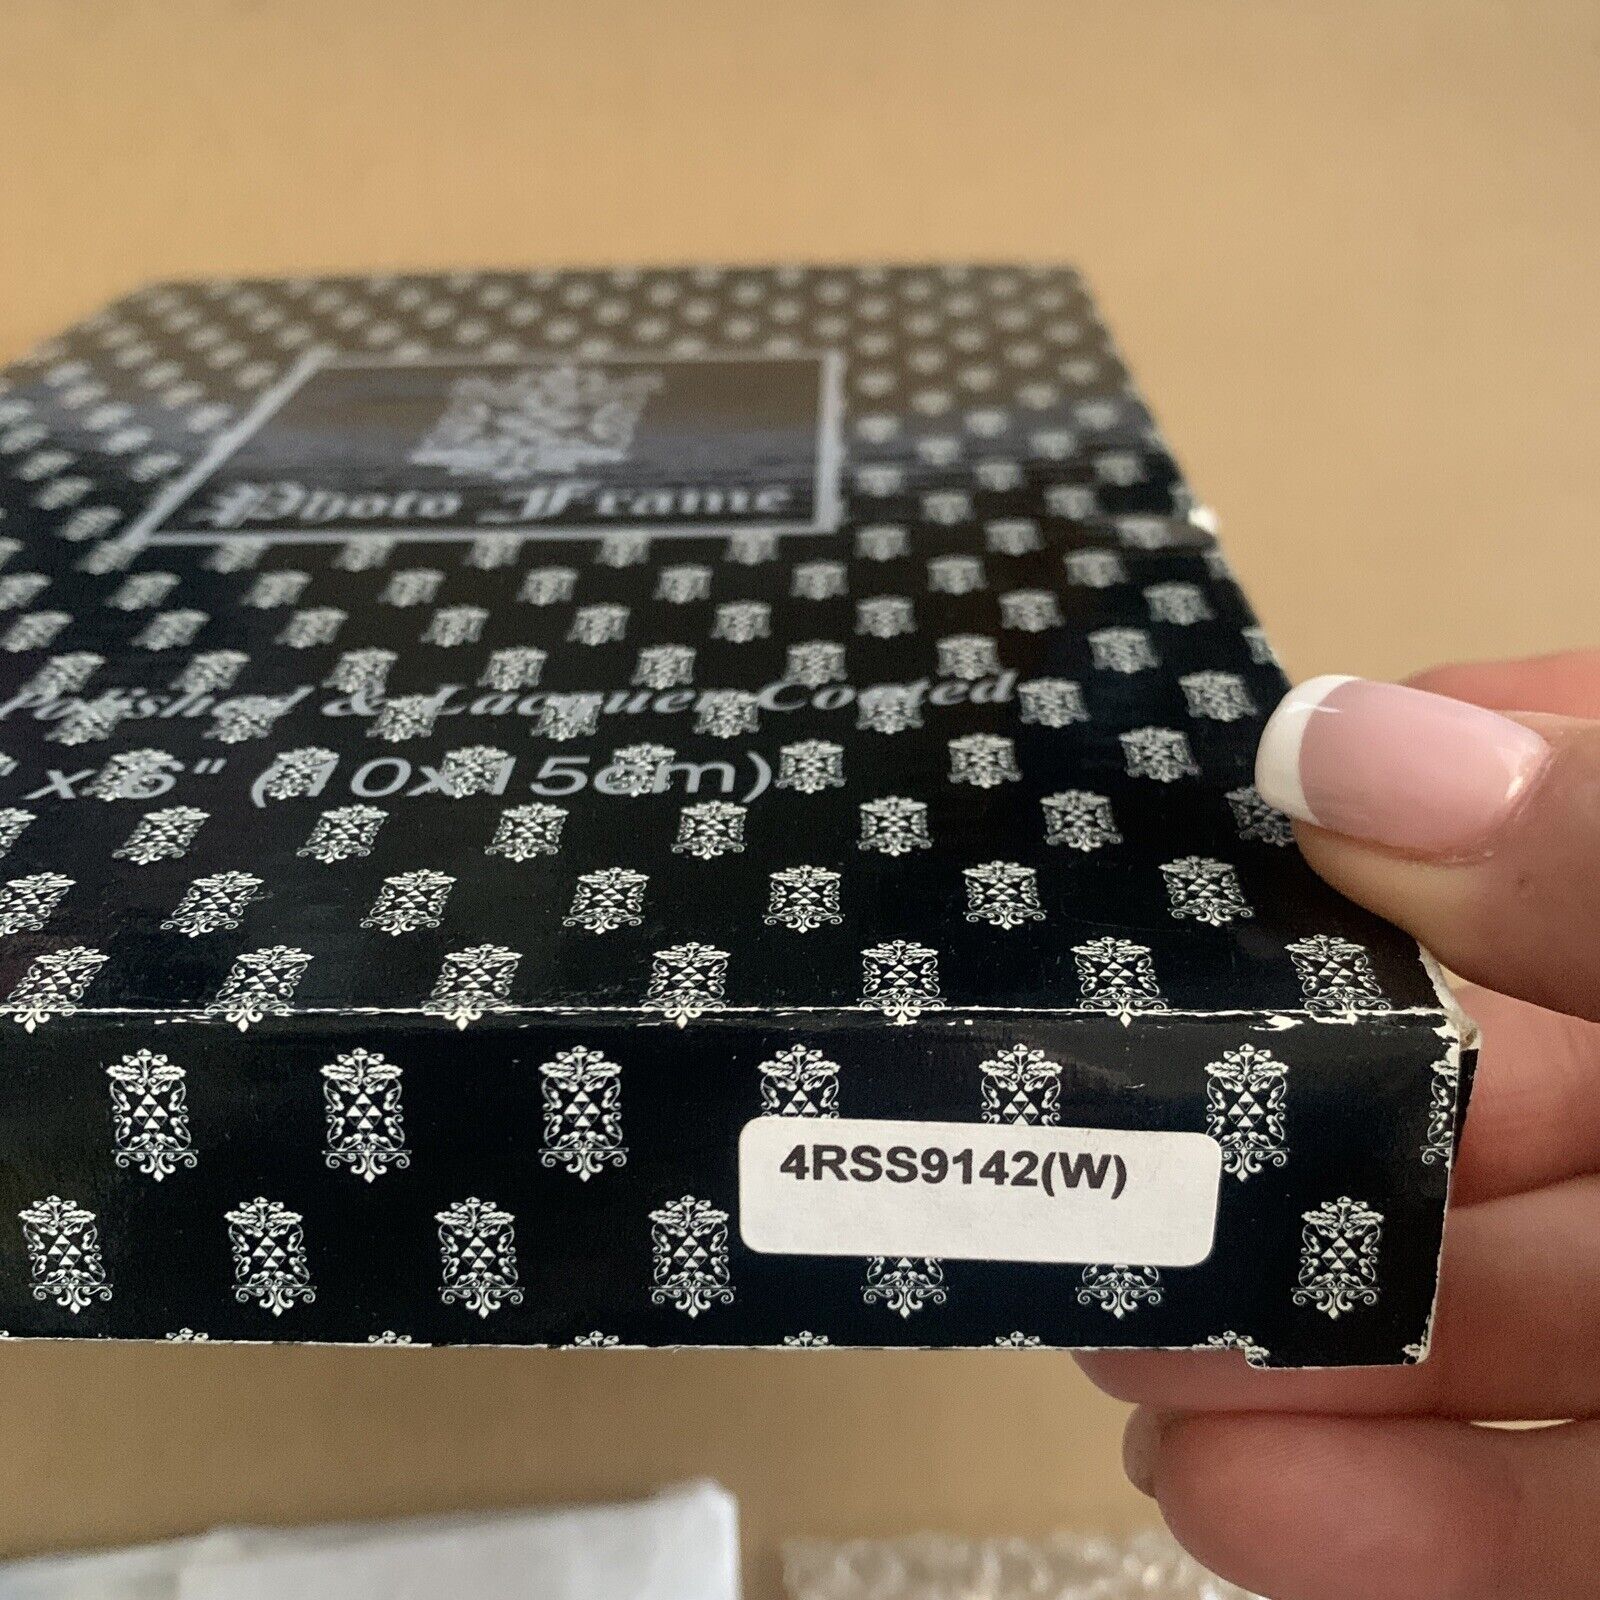 Photo Frame
Polished & Lacquer Coated
" x 6" (10x15cm)
4RSS9142(W)